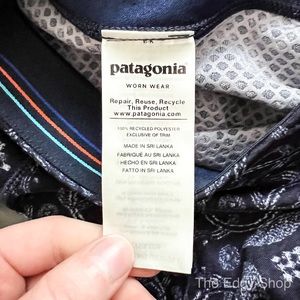 patagonia
WORN WEAR
Repair, Reuse, Recycle
This Product
www.patagonia.com
100% RECYCLED POLYESTER
EXCLUSIVE OF TRIM
MADE IN SRI LANKA
FABRIQUÉ AU SRI LANKA
HECHO EN SRI LANKA
FATTO IN SRI LANKA
The Eddy Shop